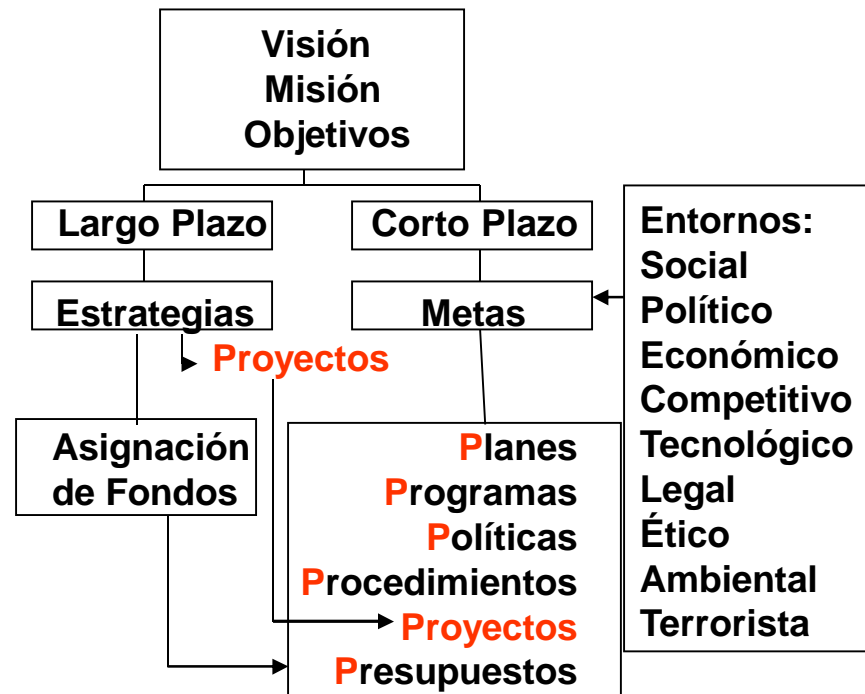 Visión
Misión
Objetivos
Largo Plazo
Corto Plazo
Estrategias
Metas
Proyectos
Asignación
de Fondos
Planes
Programas
Políticas
Procedimientos
Proyectos
Presupuestos
Entornos:
Social
Político
Económico
Competitivo
Tecnológico
Legal
Ético
Ambiental
Terrorista